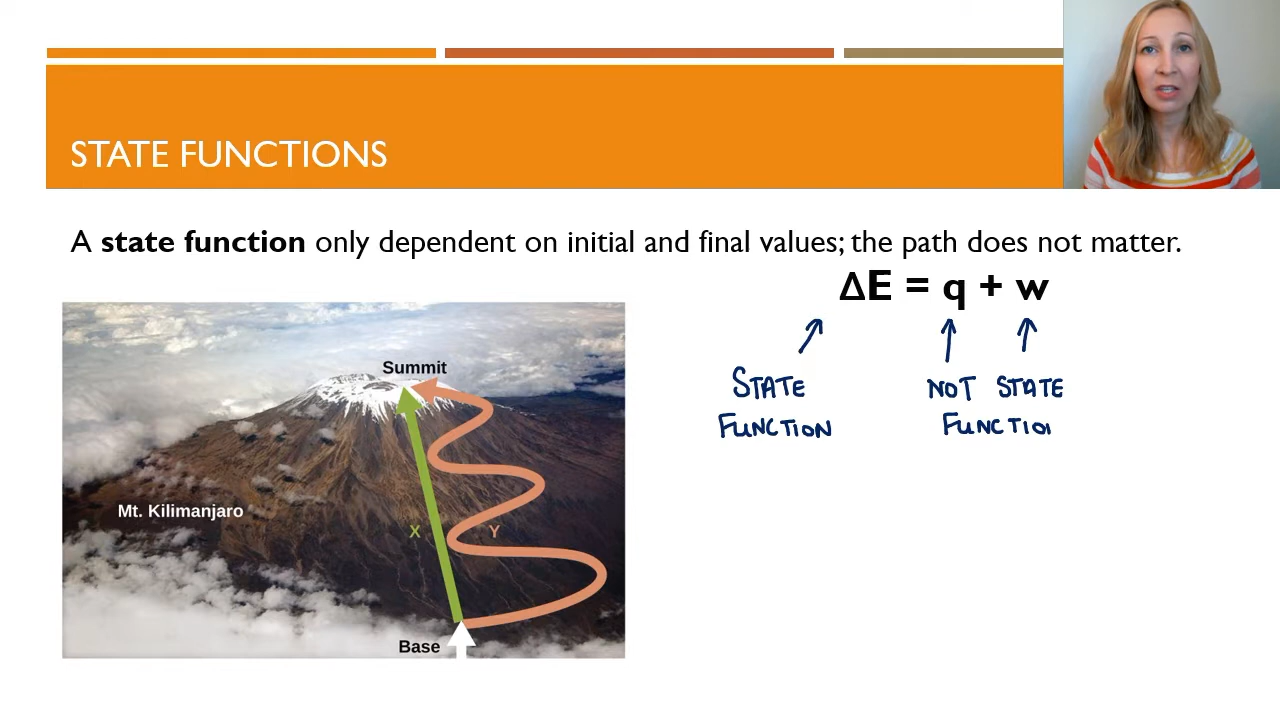 STATE FUNCTIONS
A state function only dependent on initial and final values; the path does not matter.
ΔE = q + w
STATE
FUNCTION
NOT STATE
FUNCTIO
Summit
Mt. Kilimanjaro
X
Y
Base